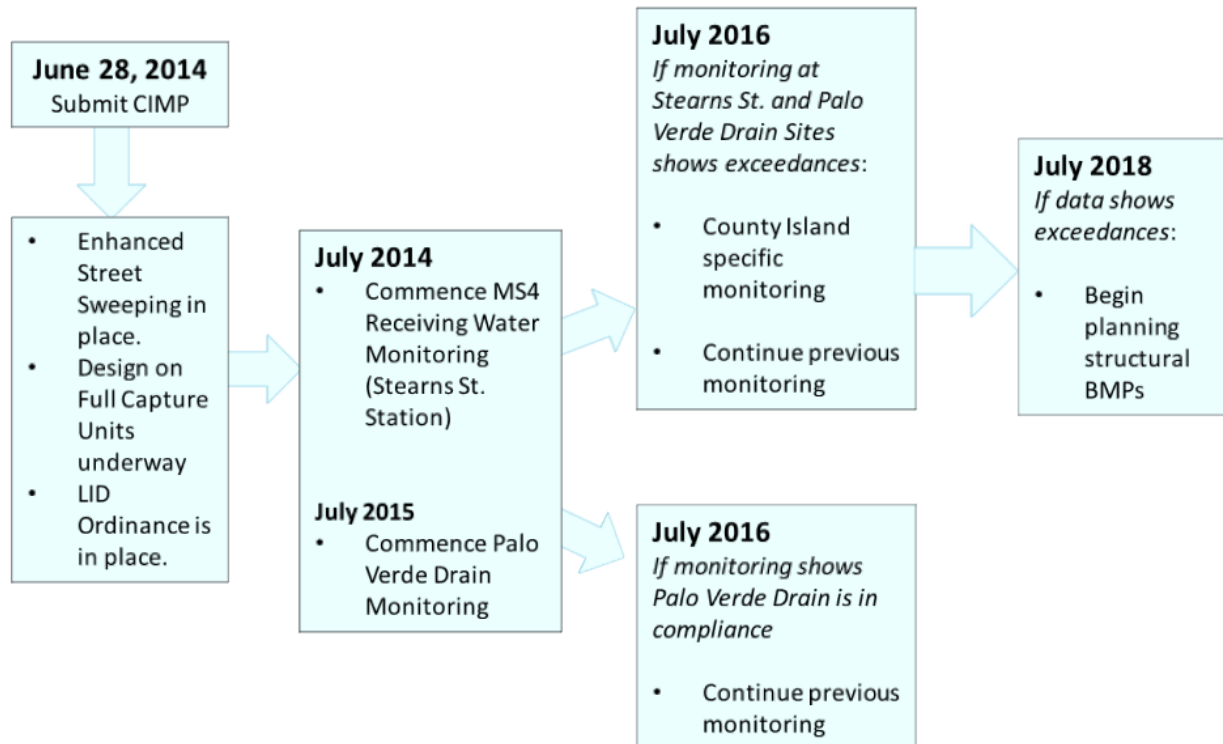 June 28, 2014
Submit CIMP
• Enhanced
Street
Sweeping in
place.
• Design on
Full Capture
Units
underway
• LID
Ordinance is
in place.
July 2014
• Commence MS4
Receiving Water
Monitoring
(Stearns St.
Station)
July 2015
• Commence Palo
Verde Drain
Monitoring
July 2016
If monitoring at
Stearns St. and Palo
Verde Drain Sites
shows exceedances:
• County Island
specific
monitoring
• Continue previous
monitoring
July 2016
If monitoring shows
Palo Verde Drain is in
compliance
• Continue previous
monitoring
July 2018
If data shows
exceedances:
• Begin
planning
structural
BMPs